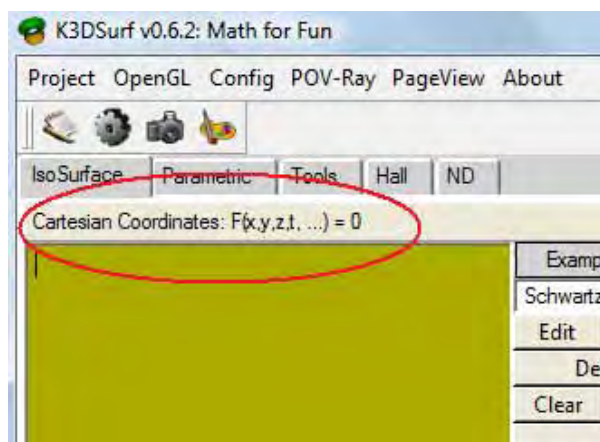 K3DSurf v0.6.2: Math for Fun
Project OpenGL Config POV-Ray PageView About
IsoSurface Parametric Tools Hall ND
Cartesian Coordinates: F(x,y,z,t, ...) = 0
Examp
Schwartz
Edit
De
Clear